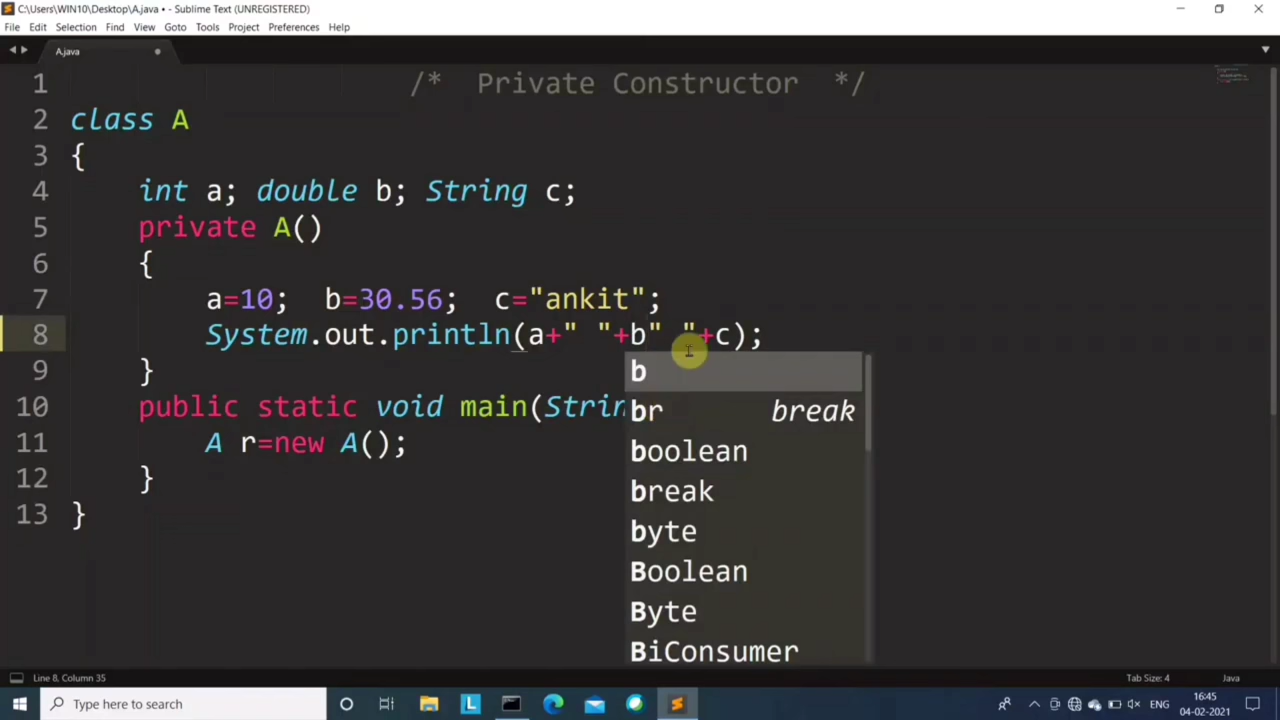 C:\Users\WIN10\Desktop\A.java • - Sublime Text (UNREGISTERED)
File Edit Selection Find View Goto Tools Project Preferences Help
A.java
1 /* Private Constructor */
2 class A
3 {
4 int a; double b; String c;
5 private A()
6 {
7 a=10; b=30.56; c="ankit";
8 System.out.println(a+" "+b" "+c);
9 }
b
10 public static void main(Strin
br break
11 A r=new A();
boolean
12 }
break
13 }
byte
Boolean
Byte
BiConsumer
Line 8, Column 35 Tab Size: 4 Java
Type here to search
L
ENG
16:45
04-02-2021